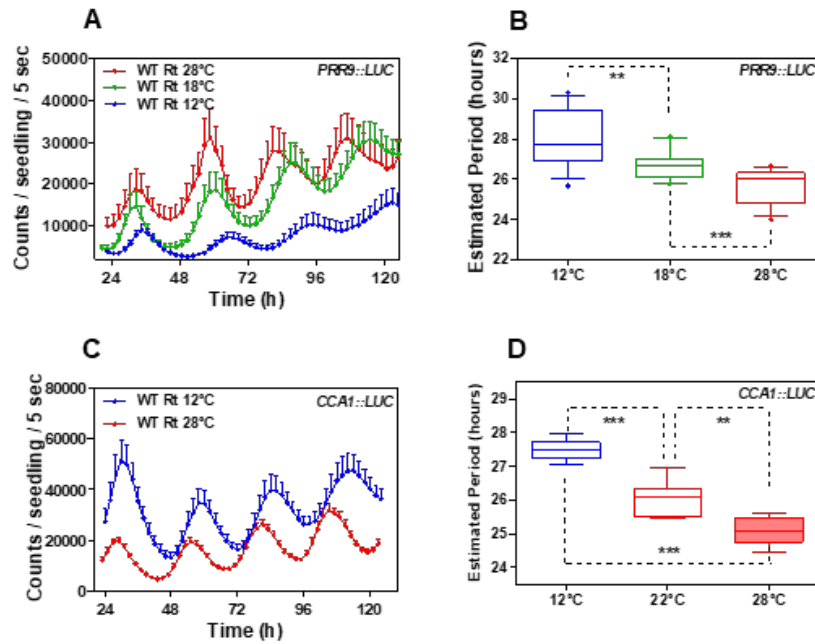 A
50000
40000
30000
20000
10000
Counts / seedling / 5 sec
WT Rt 28°C
WT Rt 18°C
WT Rt 12°C
PRR9::LUC
24 48 72 96 120
Time (h)
B
32
30
28
26
24
22
Estimated Period (hours)
PRR9::LUC
**
***
12°C 18°C 28°C
C
80000
60000
40000
20000
0
Counts / seedling / 5 sec
WT Rt 12°C
WT Rt 28°C
CCA1::LUC
24 48 72 96 120
Time (h)
D
29
28
27
26
25
24
Estimated Period (hours)
CCA1::LUC
*** **
***
12°C 22°C 28°C